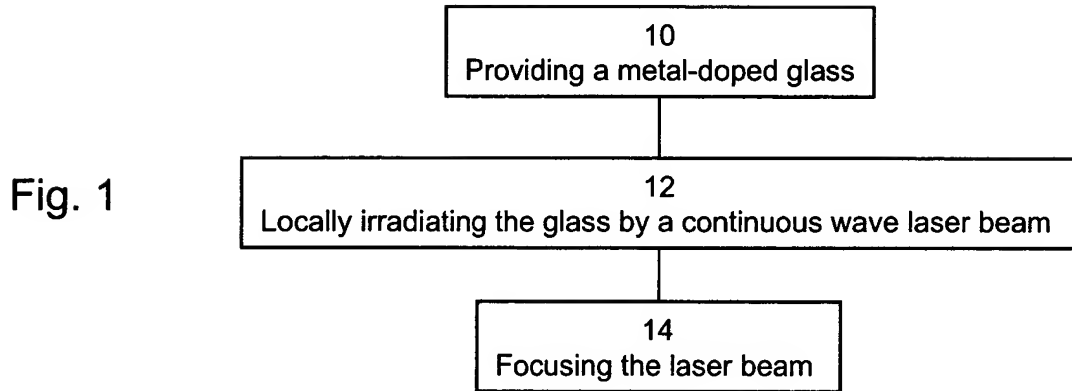 10
Providing a metal-doped glass
Fig. 1
12
Locally irradiating the glass by a continuous wave laser beam
14
Focusing the laser beam